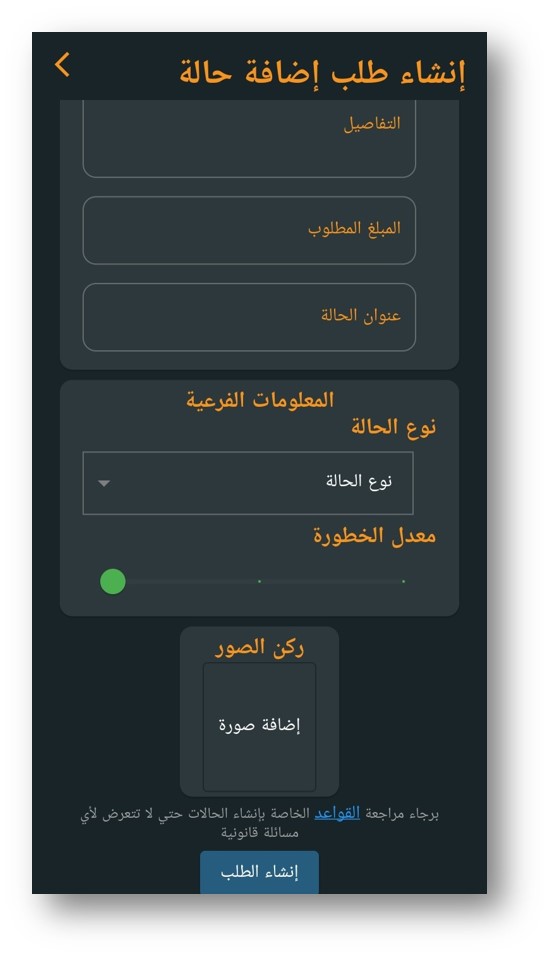 إنشاء طلب إضافة حالة
التفاصيل
المبلغ المطلوب
عنوان الحالة
المعلومات الفرعية
نوع الحالة
نوع الحالة
معدل الخطورة
ركن الصور
إضافة صورة
برجاء مراجعة القواعد الخاصة بإنشاء الحالات حتي لا تتعرض لأي
مسائلة قانونية
إنشاء الطلب